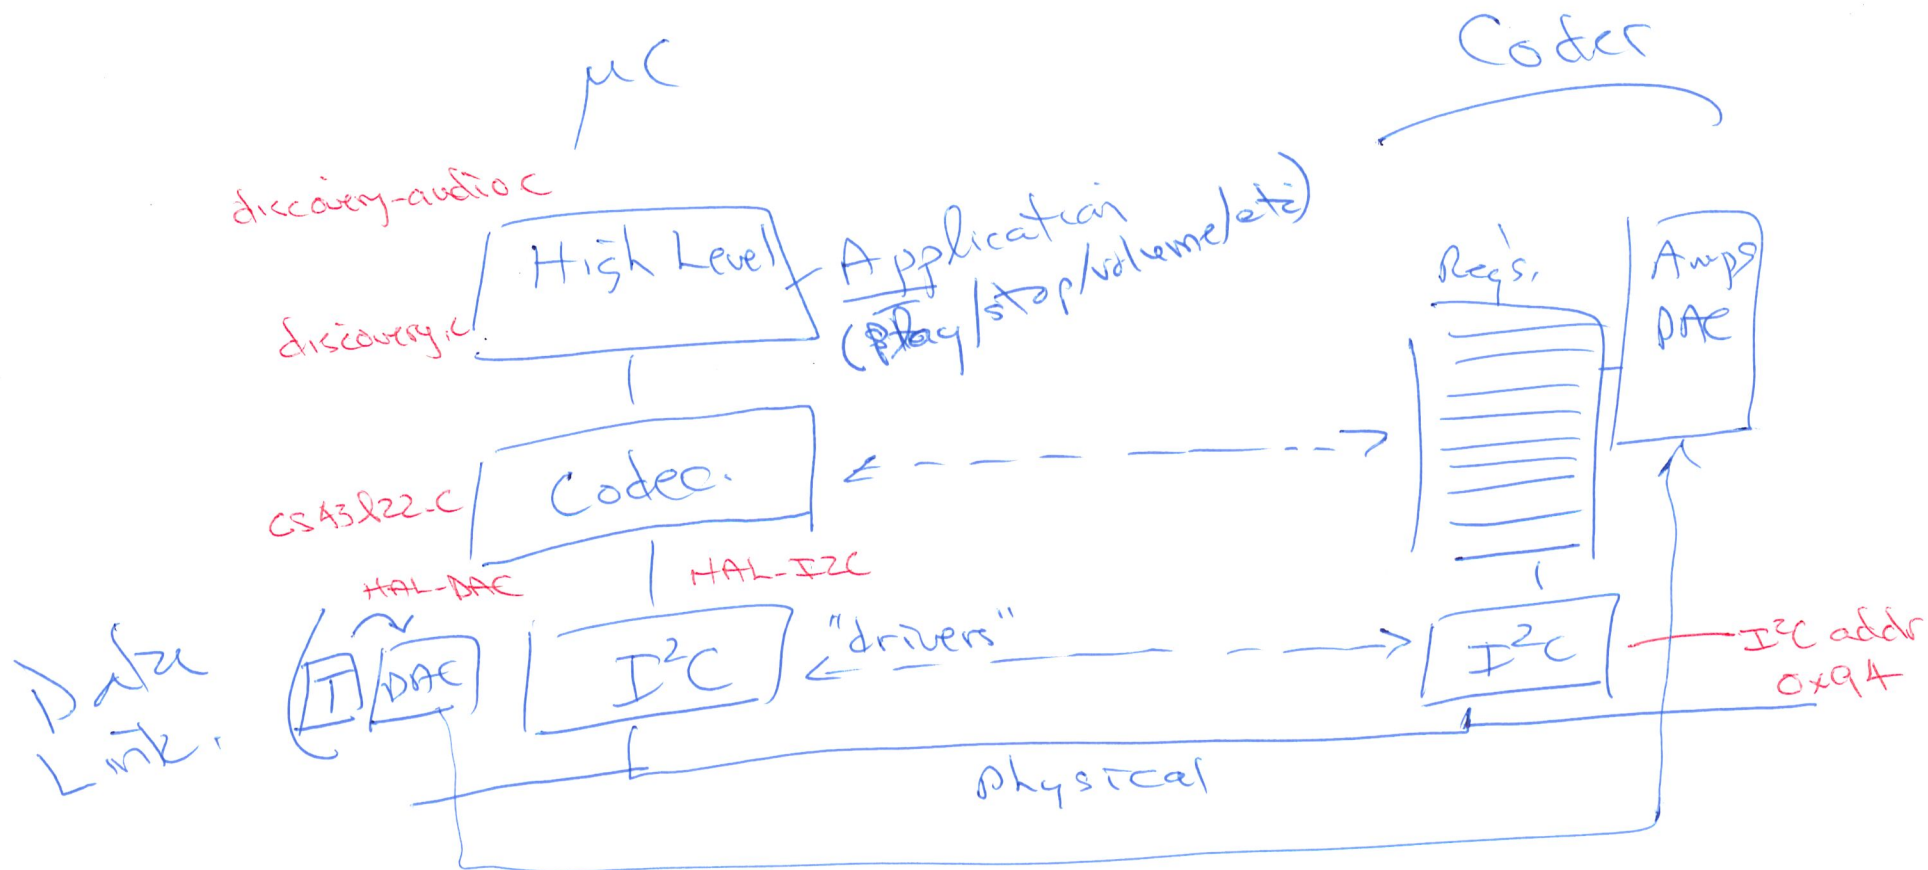 μC
Coder
discovery-audio.c
High Level
Application
(play/stop/volume/etc)
discovery.c
Reg's.
Amps
DAC
Codec.
cs43l22.c
HAL-DAC
HAL-I2C
Data
Link.
T
DAC
I²C
"drivers"
I²C
I²C addr
0x94
physical